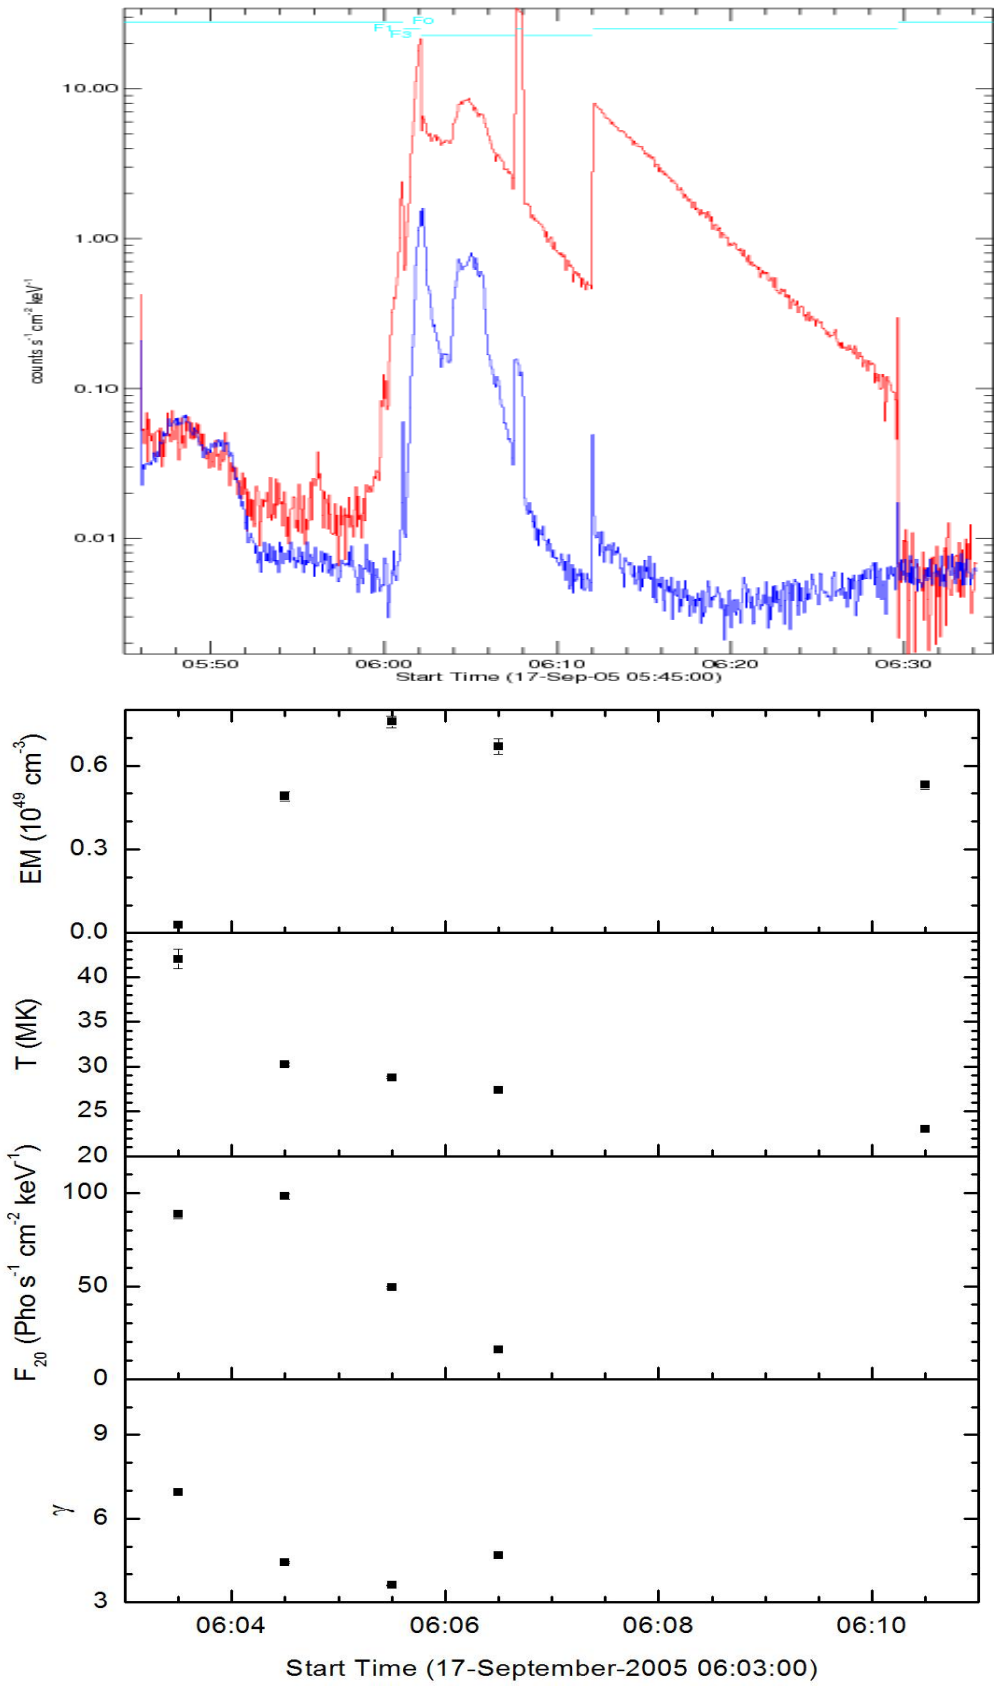 Fo
F1
F3
10.00
1.00
0.10
0.01
counts s⁻¹ cm⁻² keV⁻¹
05:50 06:00 06:10 06:20 06:30
Start Time (17-Sep-05 05:45:00)
EM (10⁴⁹ cm⁻³)
0.6
0.3
0.0
T (MK)
40
35
30
25
20
F₂₀ (Pho s⁻¹ cm⁻² keV⁻¹)
100
50
0
γ
9
6
3
06:04 06:06 06:08 06:10
Start Time (17-September-2005 06:03:00)